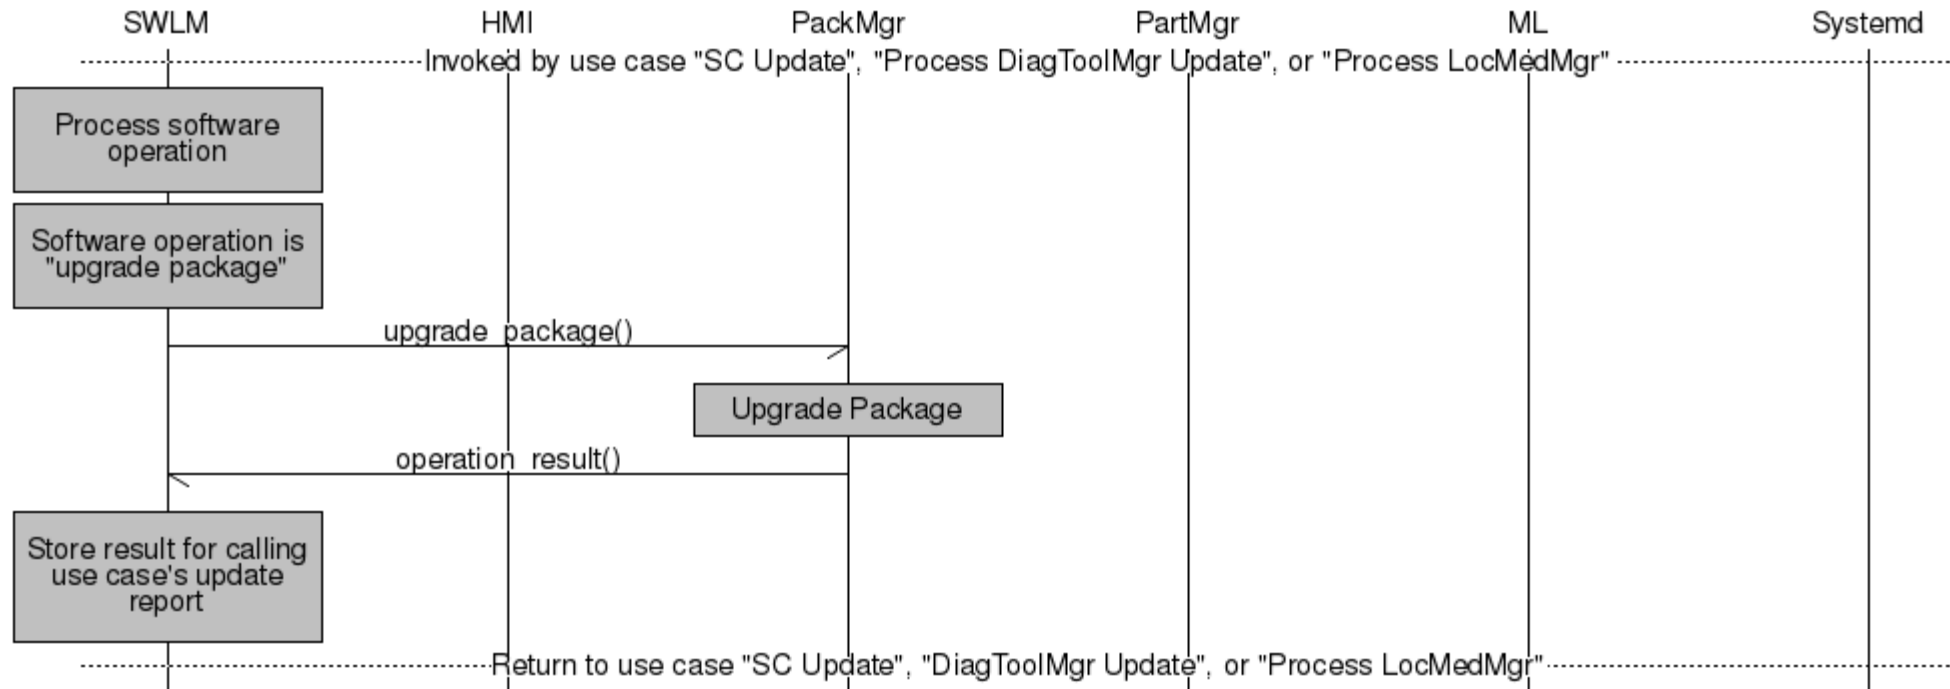 SWLM HMI PackMgr PartMgr ML Systemd
Invoked by use case "SC Update", "Process DiagToolMgr Update", or "Process LocMedMgr"
Process software
operation
Software operation is
"upgrade package"
upgrade_package()
Upgrade Package
operation_result()
Store result for calling
use case's update
report
Return to use case "SC Update", "DiagToolMgr Update", or "Process LocMedMgr"